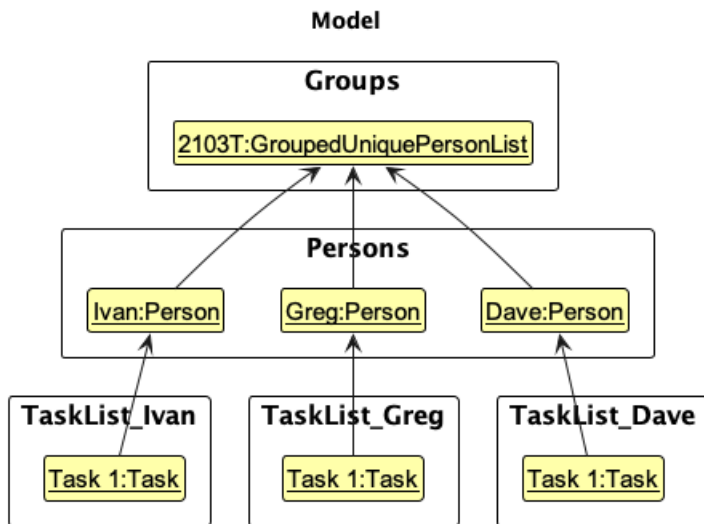 Model
Groups
2103T:GroupedUniquePersonList
Persons
Ivan:Person
Greg:Person
Dave:Person
TaskList_Ivan
TaskList_Greg
TaskList_Dave
Task 1:Task
Task 1:Task
Task 1:Task